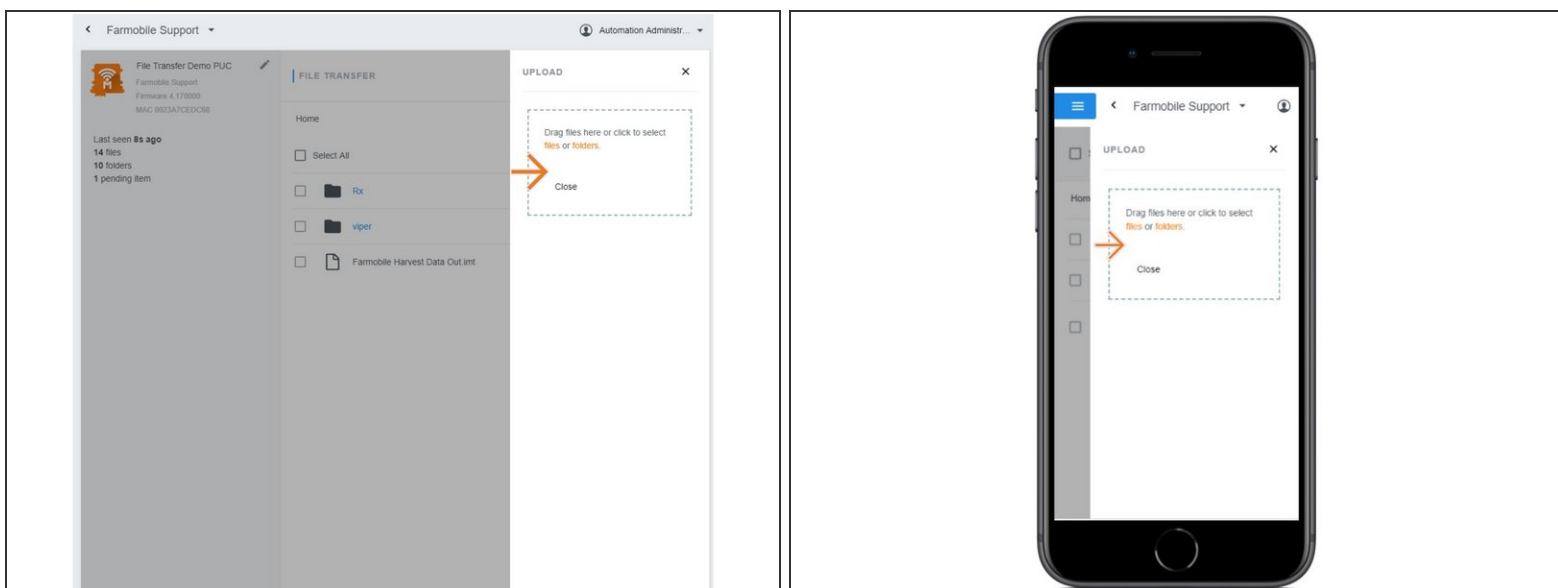 Farmobile Support
Automation Administr...
File Transfer Demo PUC
Farmobile Support
Firmware 4.170000
MAC 0023A7CEDC66
Last seen 8s ago
14 files
10 folders
1 pending item
FILE TRANSFER
Home
Select All
Rx
viper
Farmobile Harvest Data Out.imt
UPLOAD
Drag files here or click to select
files or folders.
Close
Farmobile Support
UPLOAD
Hom
Drag files here or click to select
files or folders.
Close